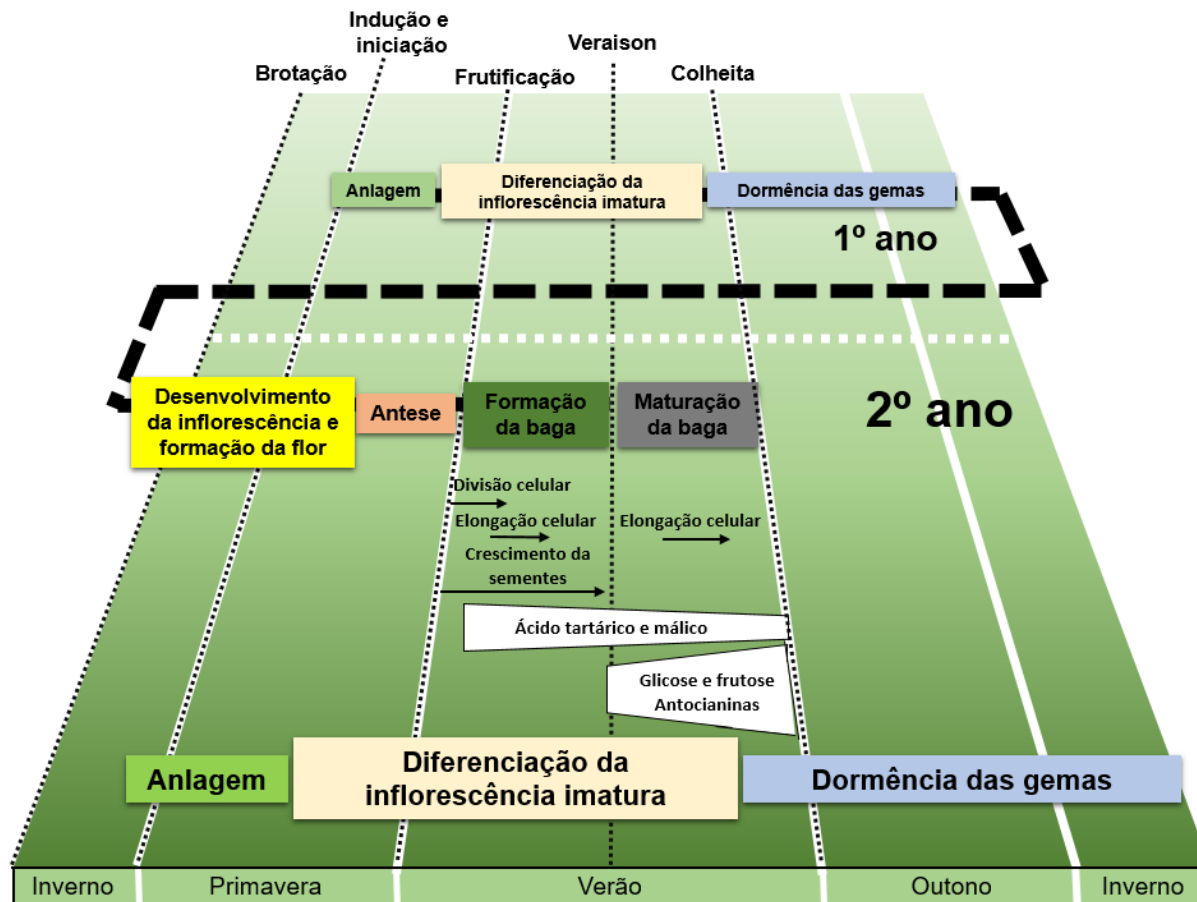 Indução e
iniciação
Veraison
Brotação
Frutificação
Colheita
Anlagem
Diferenciação da
inflorescência imatura
Dormência das gemas
1º ano
Desenvolvimento
da inflorescência e
formação da flor
Antese
Formação
da baga
Maturação
da baga
2º ano
Divisão celular
Elongação celular
Elongação celular
Crescimento da
sementes
Ácido tartárico e málico
Glicose e frutose
Antocianinas
Anlagem
Diferenciação da
inflorescência imatura
Dormência das gemas
Inverno
Primavera
Verão
Outono
Inverno